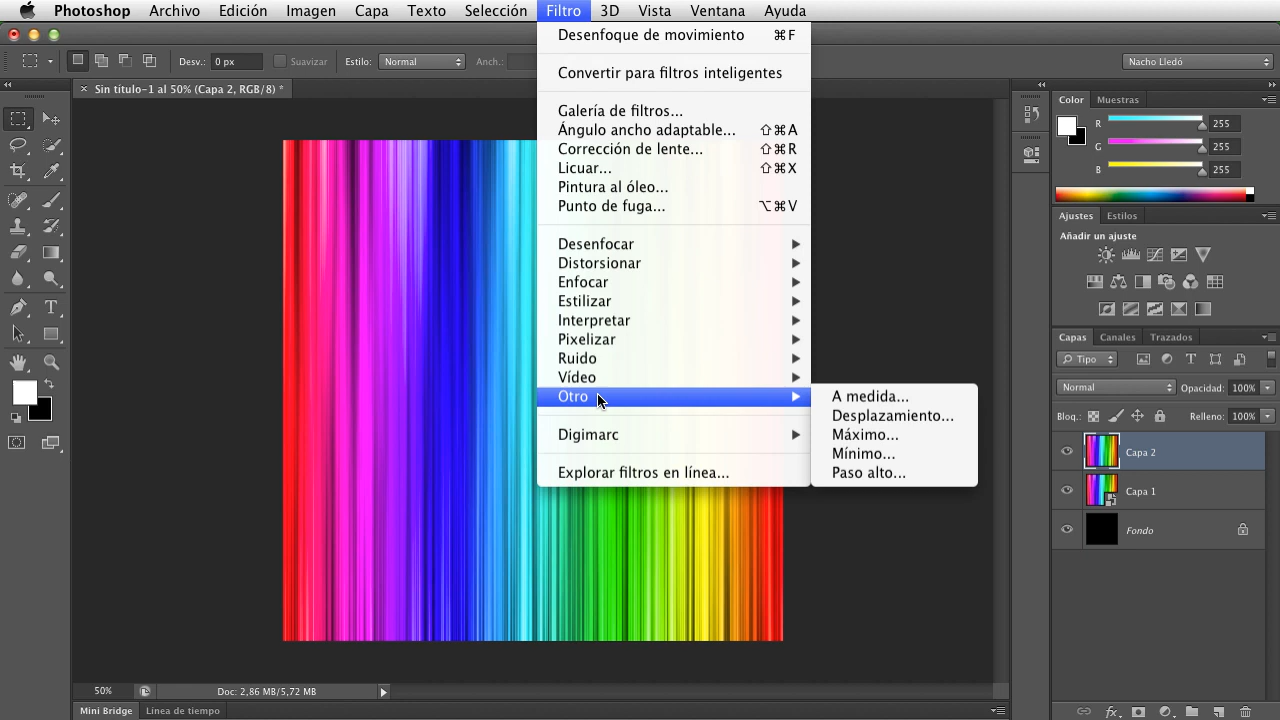 Photoshop Archivo Edición Imagen Capa Texto Selección Filtro 3D Vista Ventana Ayuda
Desv.: 0 px Suavizar Estilo: Normal Anch.: Nacho Lledó
Sin título-1 al 50% (Capa 2, RGB/8) *
Desenfoque de movimiento ⌘F
Convertir para filtros inteligentes
Galería de filtros...
Ángulo ancho adaptable... ⇧⌘A
Corrección de lente... ⇧⌘R
Licuar... ⇧⌘X
Pintura al óleo...
Punto de fuga... ⌥⌘V
Desenfocar
Distorsionar
Enfocar
Estilizar
Interpretar
Pixelizar
Ruido
Vídeo
Otro
Digimarc
Explorar filtros en línea...
A medida...
Desplazamiento...
Máximo...
Mínimo...
Paso alto...
Color Muestras
R 255
G 255
B 255
Ajustes Estilos
Añadir un ajuste
Capas Canales Trazados
Tipo
Normal Opacidad: 100%
Bloq.: Relleno: 100%
Capa 2
Capa 1
Fondo
50% Doc: 2,86 MB/5,72 MB
Mini Bridge Línea de tiempo